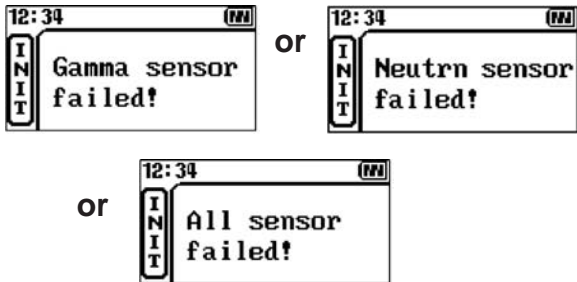 12:34
INIT
Gamma sensor
failed!
or
12:34
INIT
Neutrn sensor
failed!
or
12:34
INIT
All sensor
failed!